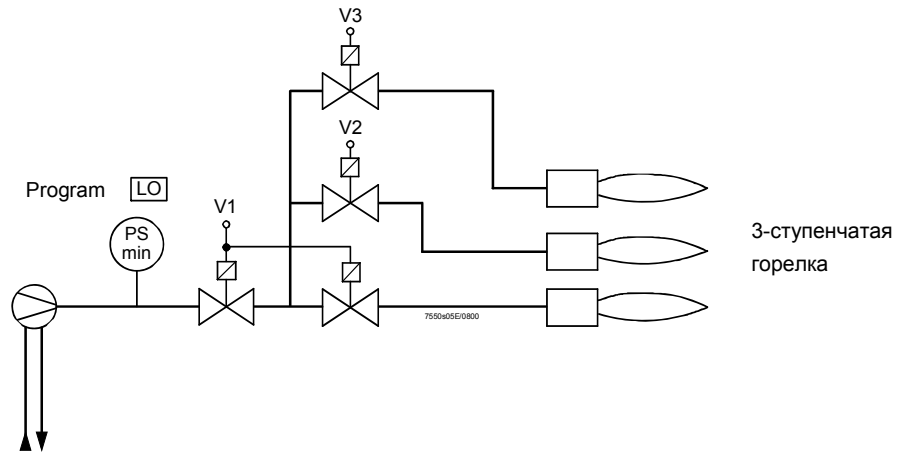 V3
V2
Program LO
V1
PS
min
3-ступенчатая
горелка
7550s05E/0800